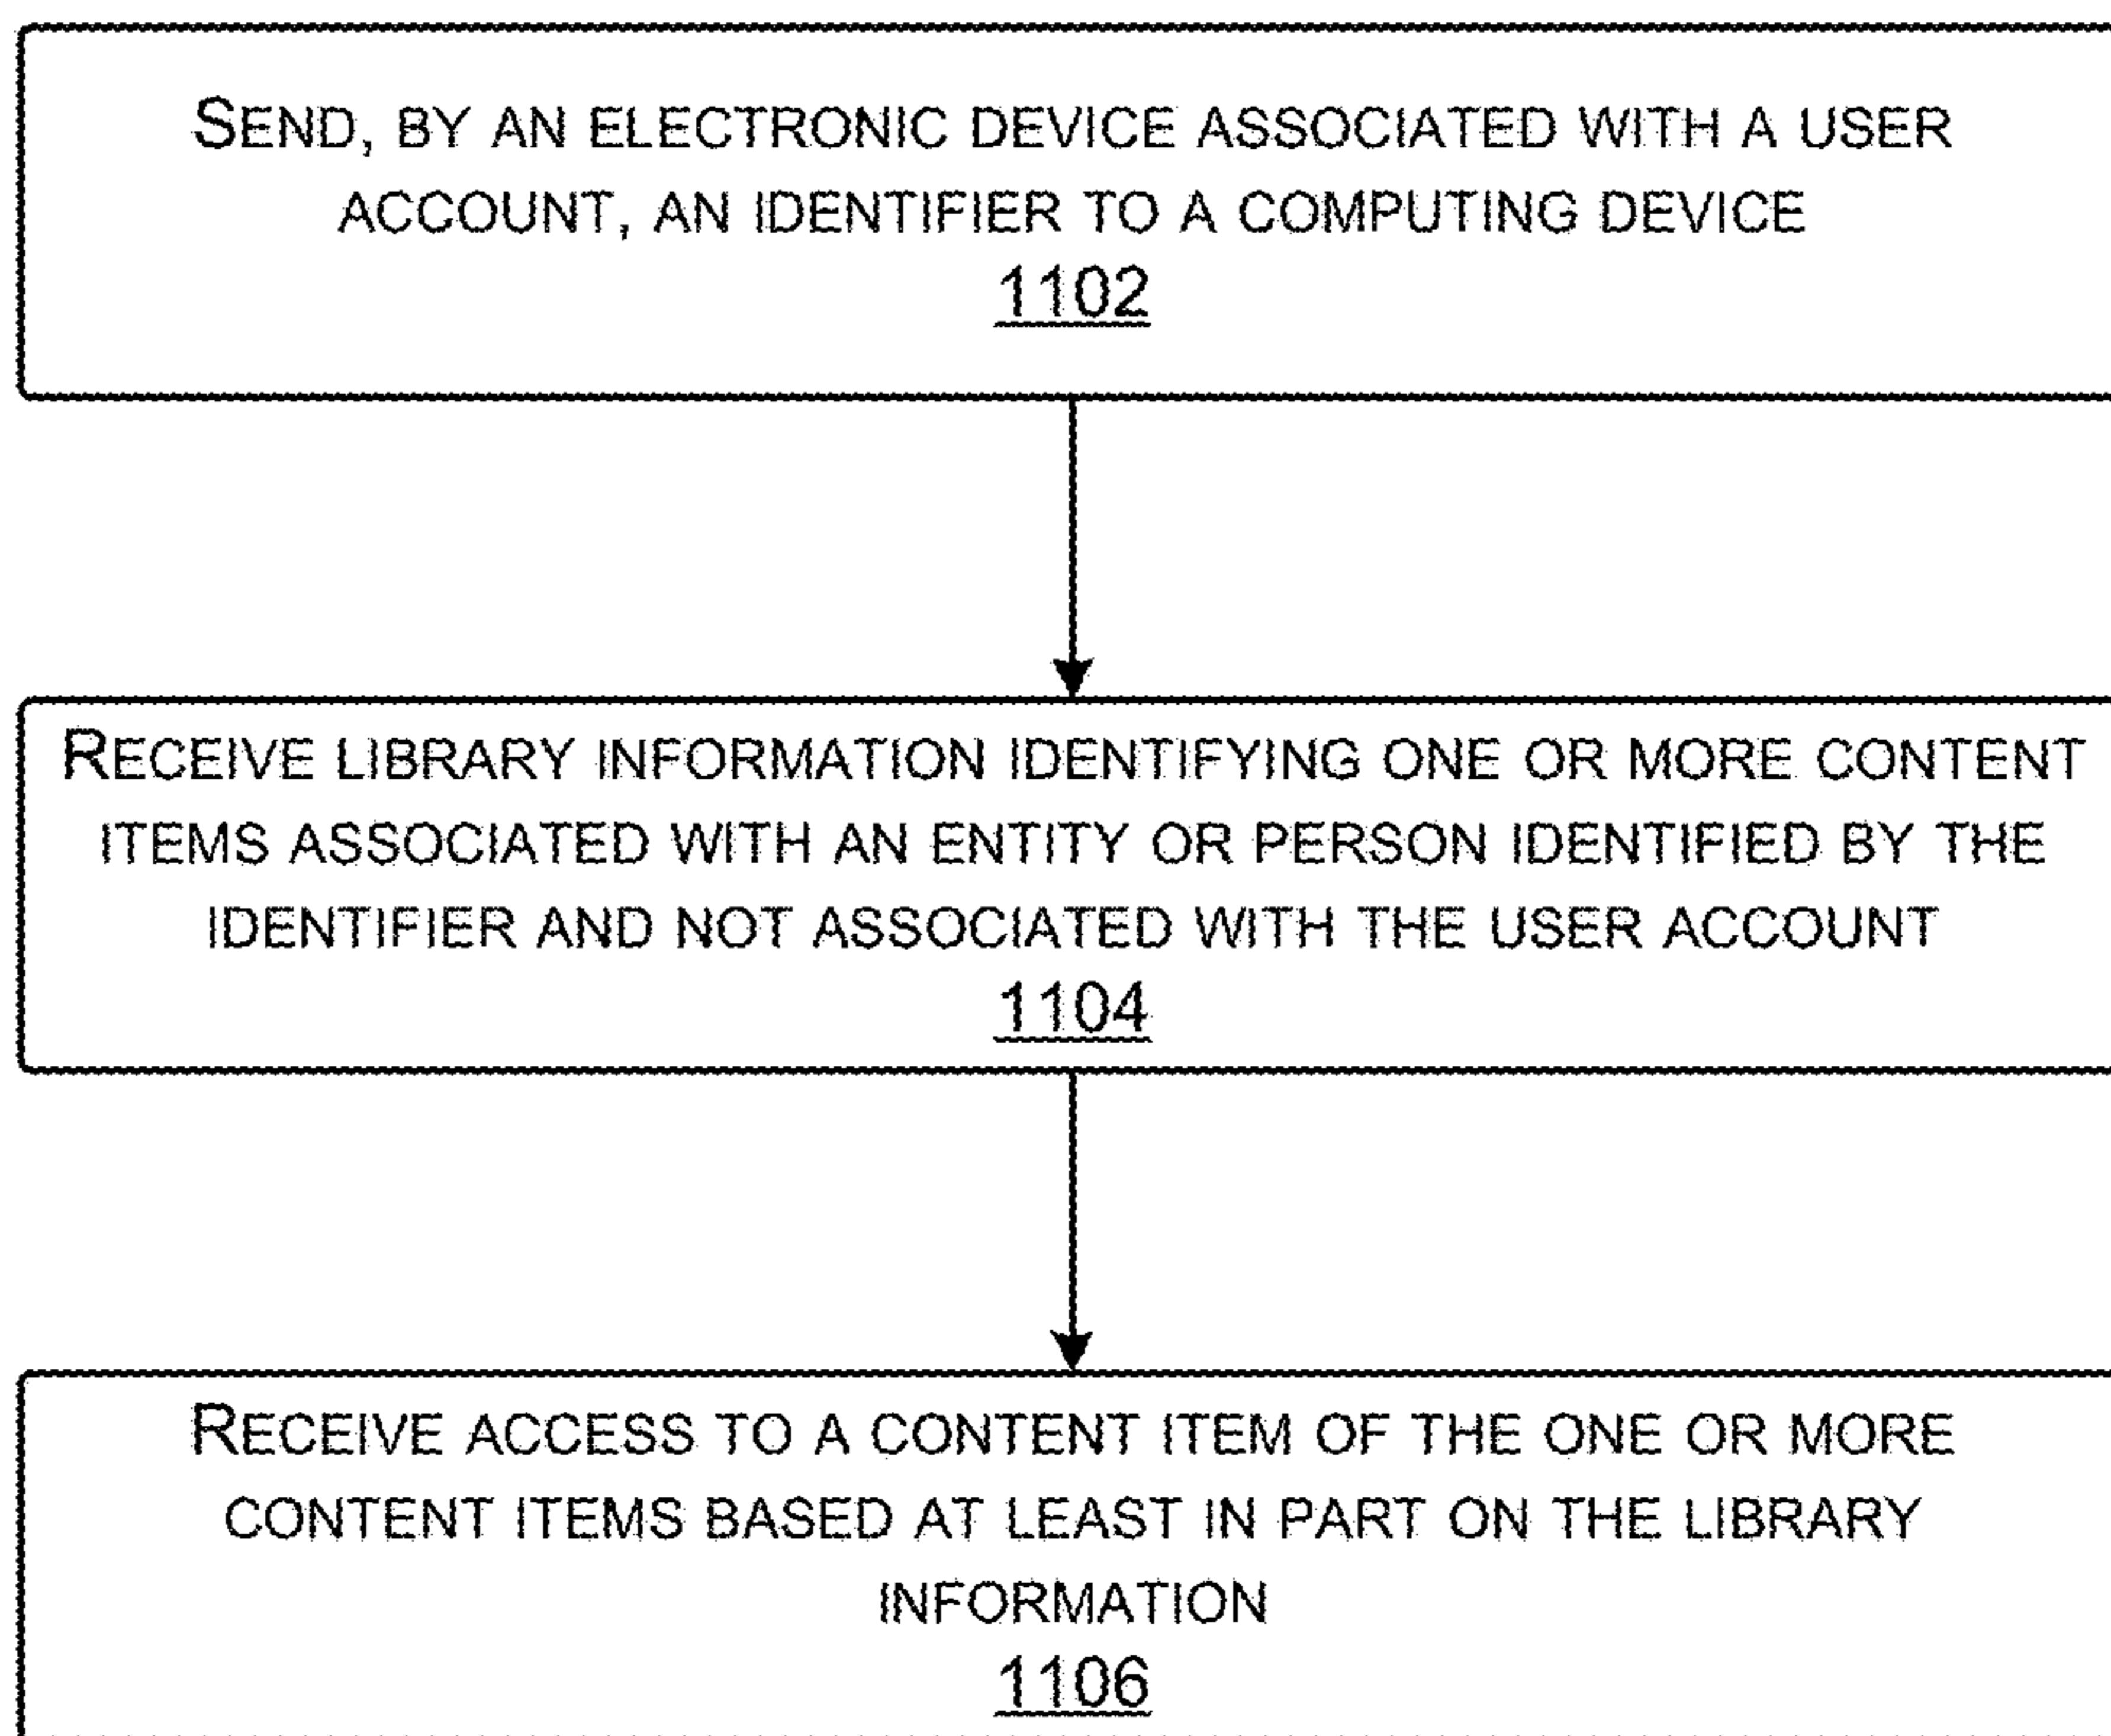 SEND, BY AN ELECTRONIC DEVICE ASSOCIATED WITH A USER
ACCOUNT, AN IDENTIFIER TO A COMPUTING DEVICE
1102
RECEIVE LIBRARY INFORMATION IDENTIFYING ONE OR MORE CONTENT
ITEMS ASSOCIATED WITH AN ENTITY OR PERSON IDENTIFIED BY THE
IDENTIFIER AND NOT ASSOCIATED WITH THE USER ACCOUNT
1104
RECEIVE ACCESS TO A CONTENT ITEM OF THE ONE OR MORE
CONTENT ITEMS BASED AT LEAST IN PART ON THE LIBRARY
INFORMATION
1106